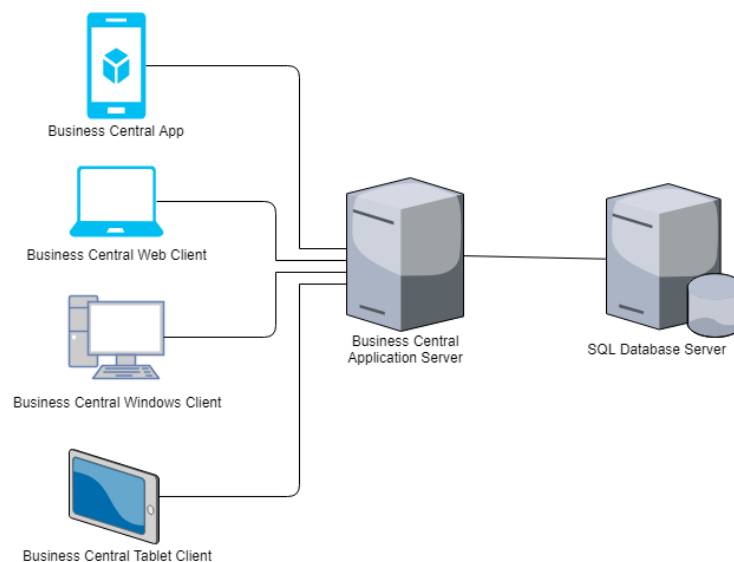 Business Central App
Business Central Web Client
Business Central Windows Client
Business Central Tablet Client
Business Central
Application Server
SQL Database Server